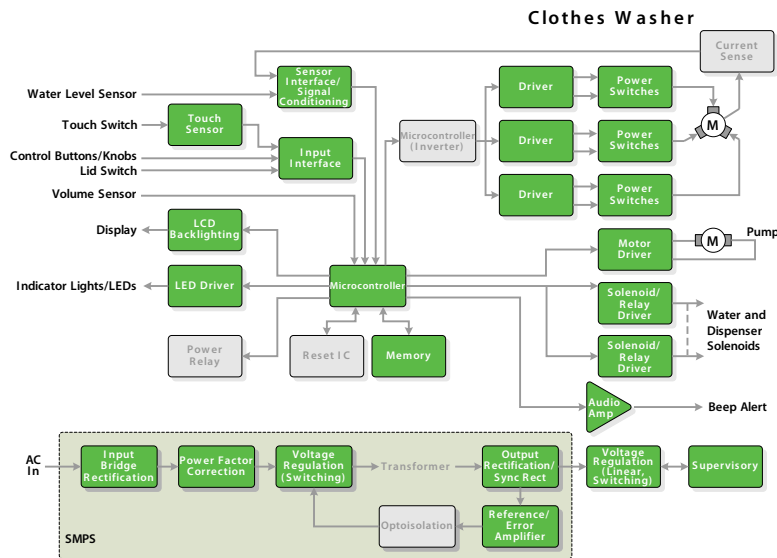 Clothes Washer
Current
Sense
Sensor
Interface/
Signal
Conditioning
Driver
Power
Switches
Water Level Sensor
Touch Switch
Touch
Sensor
Control Buttons/Knobs
Lid Switch
Input
Interface
Microcontroller
(Inverter)
Driver
Power
Switches
M
Volume Sensor
Driver
Power
Switches
Display
LCD
Backlighting
Motor
Driver
M
Pump
Indicator Lights/LEDs
LED Driver
Microcontroller
Solenoid/
Relay
Driver
Water and
Dispenser
Solenoids
Power
Relay
Reset IC
Memory
Solenoid/
Relay
Driver
Audio
Amp
Beep Alert
AC
In
Input
Bridge
Rectification
Power Factor
Correction
Voltage
Regulation
(Switching)
Transformer
Output
Rectification/
Sync Rect
Voltage
Regulation
(Linear,
Switching)
Supervisory
Optoisolation
Reference/
Error
Amplifier
SMPS